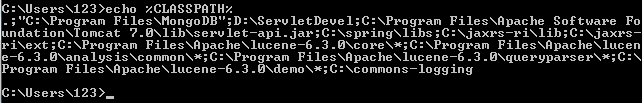 C:\Users\123>echo %CLASSPATH%
.;"C:\Program Files\MongoDB";D:\ServletDevel;C:\Program Files\Apache Software Fo
undation\Tomcat 7.0\lib\servlet-api.jar;C:\spring\libs;C:\jaxrs-ri\lib;C:\jaxrs-
ri\ext;C:\Program Files\Apache\lucene-6.3.0\core\*;C:\Program Files\Apache\lucen
e-6.3.0\analysis\common\*;C:\Program Files\Apache\lucene-6.3.0\queryparser\*;C:\
Program Files\Apache\lucene-6.3.0\demo\*;C:\commons-logging
C:\Users\123>_